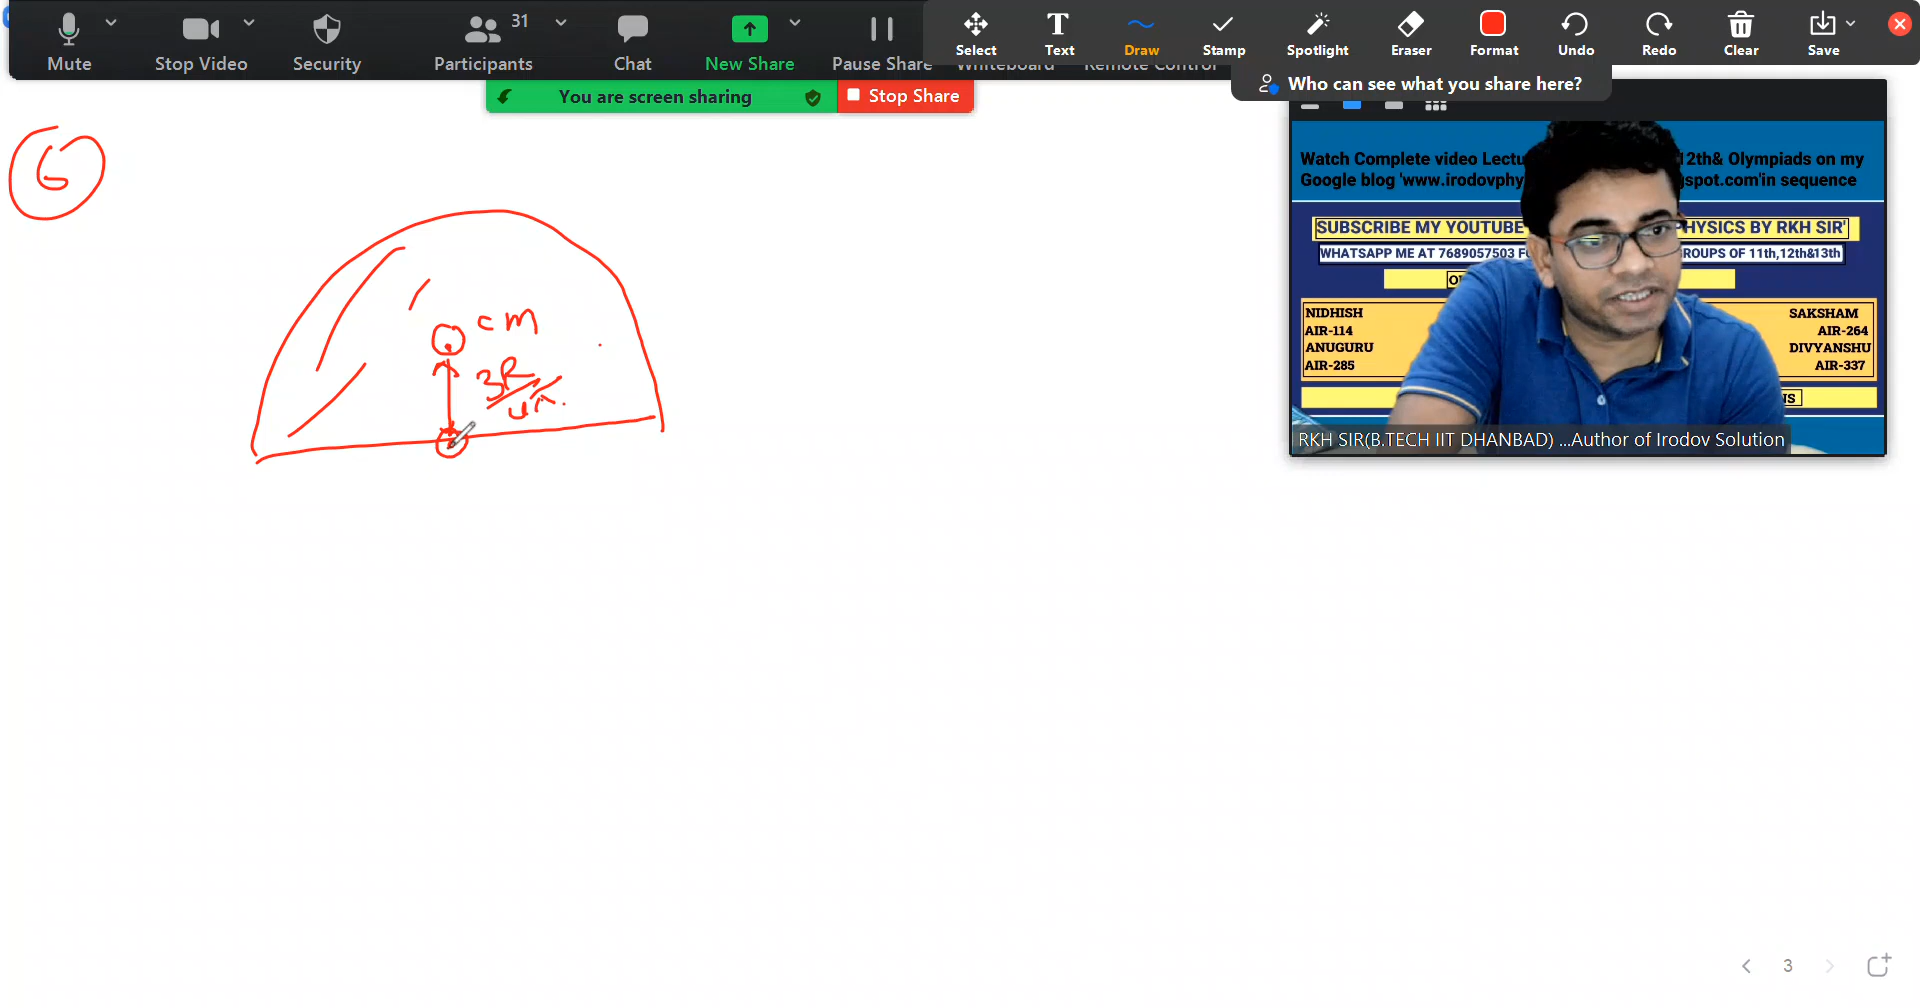 Mute
Stop Video
Security
Participants
31
Chat
New Share
Pause Share
Select
Text
Draw
Stamp
Spotlight
Eraser
Format
Undo
Redo
Clear
Save
Who can see what you share here?
You are screen sharing
Stop Share
6
cm
3R
Watch Complete video Lectu 12th& Olympiads on my
Google blog 'www.irodovphy gspot.com'in sequence
SUBSCRIBE MY YOUTUBE HYSICS BY RKH SIR'
WHATSAPP ME AT 7689057503 F ROUPS OF 11th,12th&13th
NIDHISH
AIR-114
ANUGURU
AIR-285
SAKSHAM
AIR-264
DIVYANSHU
AIR-337
NS
RKH SIR(B.TECH IIT DHANBAD) ...Author of Irodov Solution
3